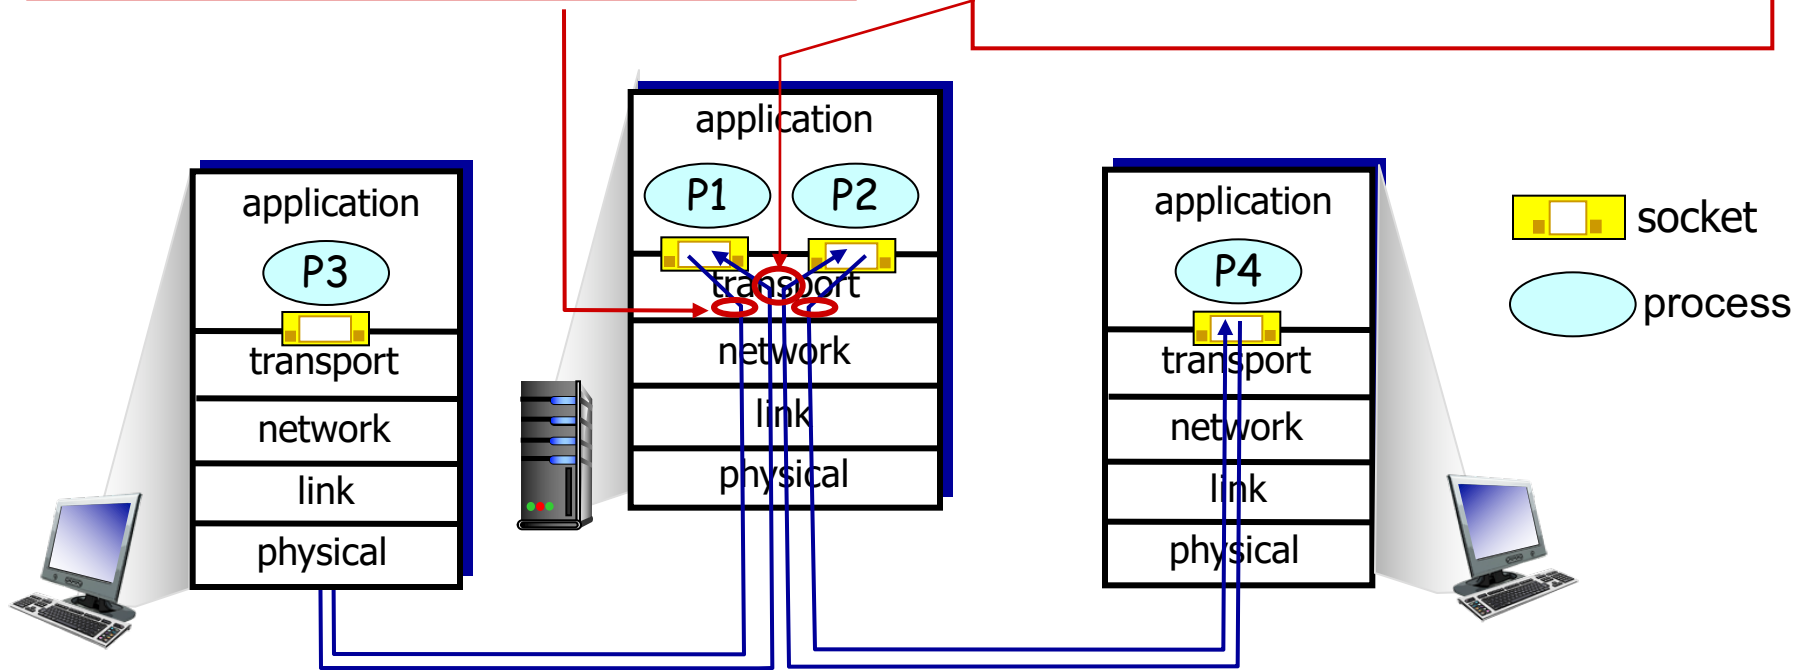 application
P3
transport
network
link
physical
application
P1 P2
transport
network
link
physical
application
P4
transport
network
link
physical
socket
process